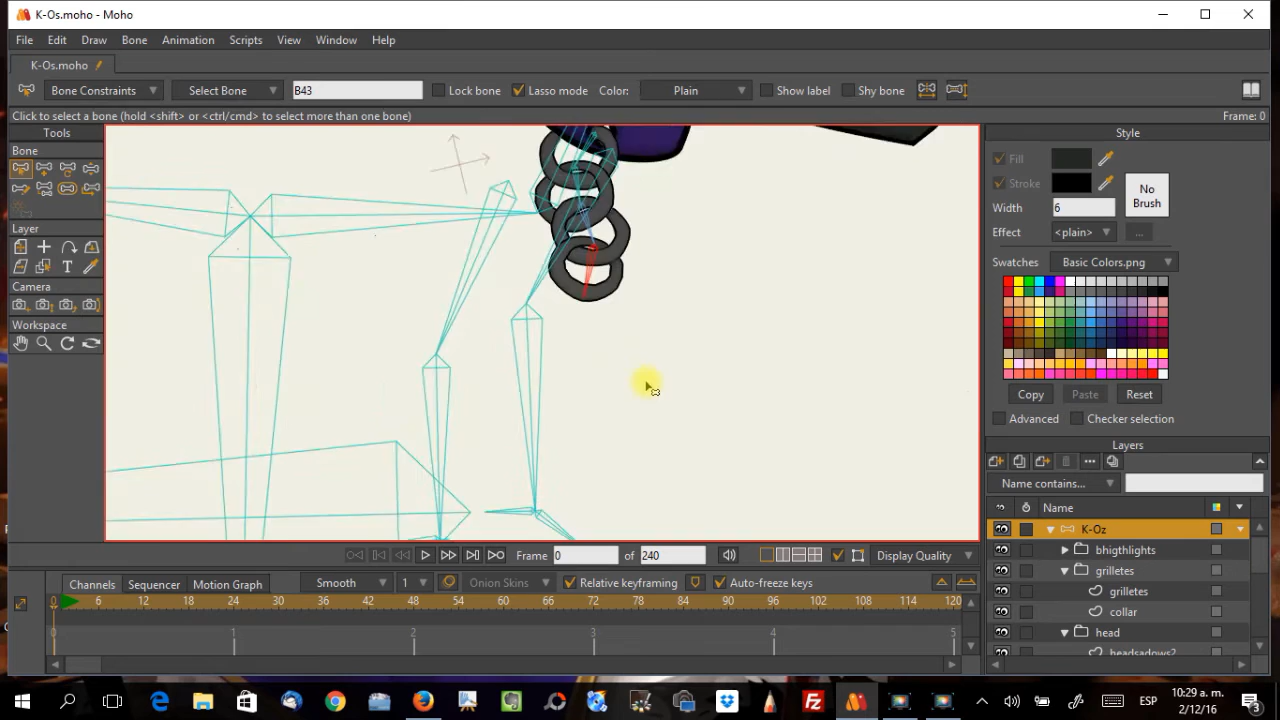 K-Os.moho - Moho
File Edit Draw Bone Animation Scripts View Window Help
K-Os.moho
Bone Constraints Select Bone B43 Lock bone Lasso mode Color: Plain Show label Shy bone
Click to select a bone (hold <shift> or <ctrl/cmd> to select more than one bone) Frame: 0
Tools
Bone
Layer
T
Camera
Workspace
Style
Fill
Stroke
No Brush
Width 6
Effect <plain> ...
Swatches Basic Colors.png
Copy Paste Reset
Advanced Checker selection
Layers
Name contains...
Name
K-Oz
bhigthlights
grilletes
grilletes
collar
head
headsadows2
Frame 0 of 240 Display Quality
Channels Sequencer Motion Graph Smooth 1 Onion Skins Relative keyframing Auto-freeze keys
0 6 12 18 24 30 36 42 48 54 60 66 72 78 84 90 96 102 108 114 120
0 1 2 3 4 5
ESP 10:29 a. m.
2/12/16
3